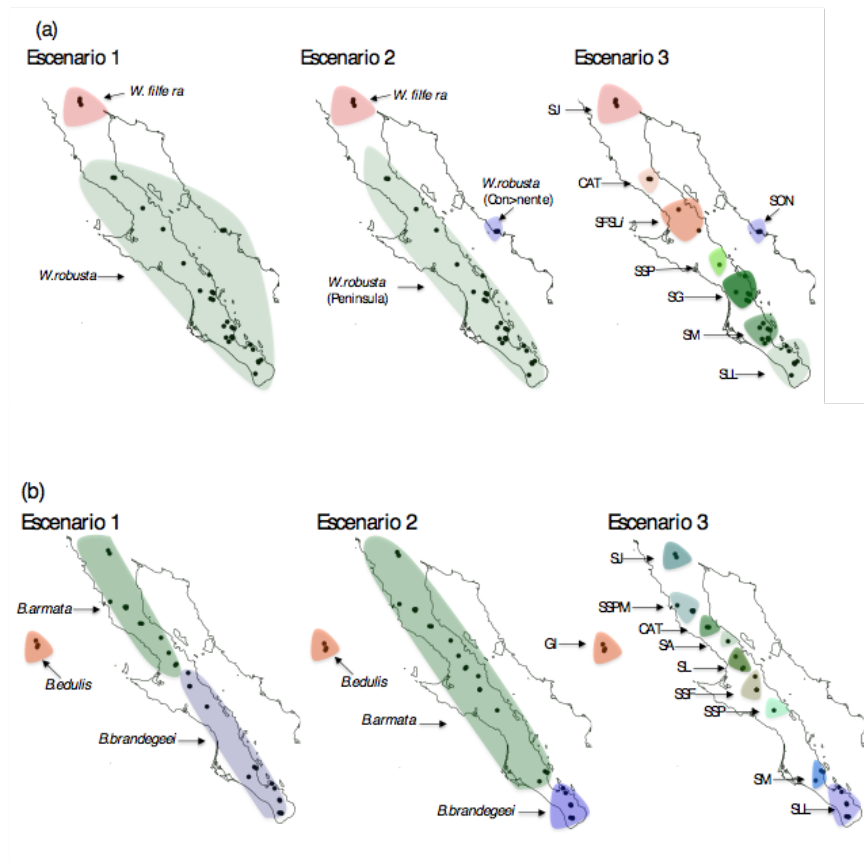 (a)
Escenario 1
Escenario 2
Escenario 3
W. filfe ra
W. filfe ra
SJ
W.robusta
(Con>nente)
CAT
SON
SFSLi
W.robusta
W.robusta
(Peninsula)
SSP
SG
SM
SLL
(b)
Escenario 1
Escenario 2
Escenario 3
SJ
B.armata
SSPM
CAT
GI
SA
B.edulis
B.edulis
SL
SSF
B.armata
SSP
B.brandegeei
SM
B.brandegeei
SLL